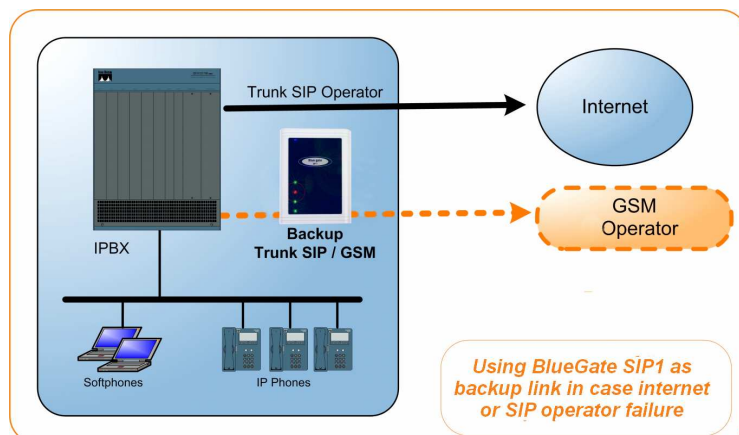 Trunk SIP Operator
Internet
GSM
Operator
IPBX
Backup
Trunk SIP / GSM
Softphones
IP Phones
Using BlueGate SIP1 as
backup link in case internet
or SIP operator failure